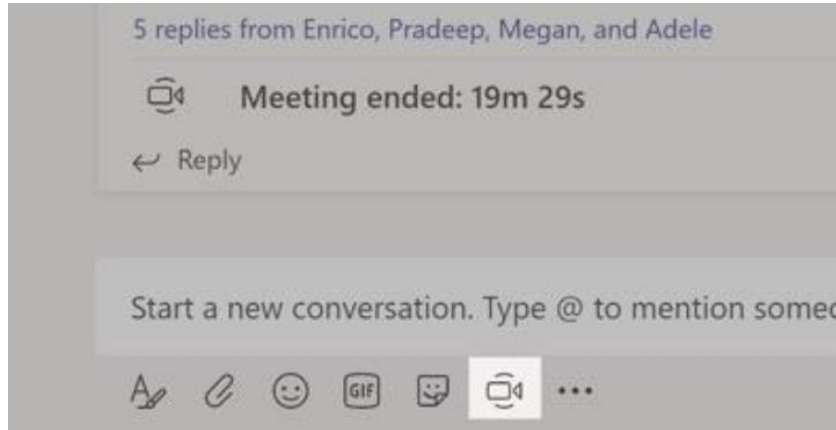 5 replies from Enrico, Pradeep, Megan, and Adele
Meeting ended: 19m 29s
Reply
Start a new conversation. Type @ to mention someo
GIF